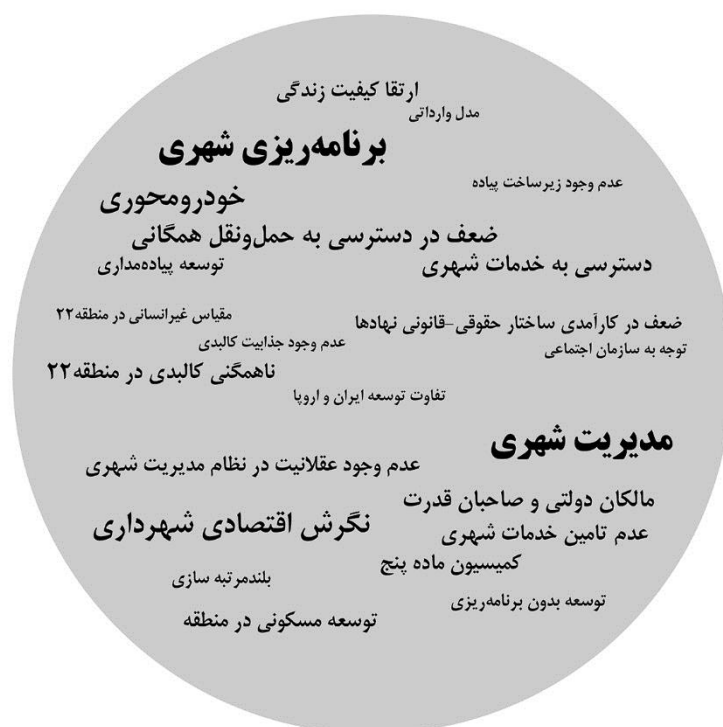 ارتقا کیفیت زندگی
مدل وارداتی
برنامه‌ریزی شهری
عدم وجود زیرساخت پیاده
خودرومحوری
ضعف در دسترسی به حمل‌ونقل همگانی
دسترسی به خدمات شهری
توسعه پیاده‌مداری
مقیاس غیرانسانی در منطقه۲۲
ضعف در کارآمدی ساختار حقوقی-قانونی نهادها
عدم وجود جذابیت کالبدی
توجه به سازمان اجتماعی
ناهمگنی کالبدی در منطقه۲۲
تفاوت توسعه ایران و اروپا
مدیریت شهری
عدم وجود عقلانیت در نظام مدیریت شهری
مالکان دولتی و صاحبان قدرت
نگرش اقتصادی شهرداری
عدم تامین خدمات شهری
کمیسیون ماده پنج
بلندمرتبه سازی
توسعه بدون برنامه‌ریزی
توسعه مسکونی در منطقه